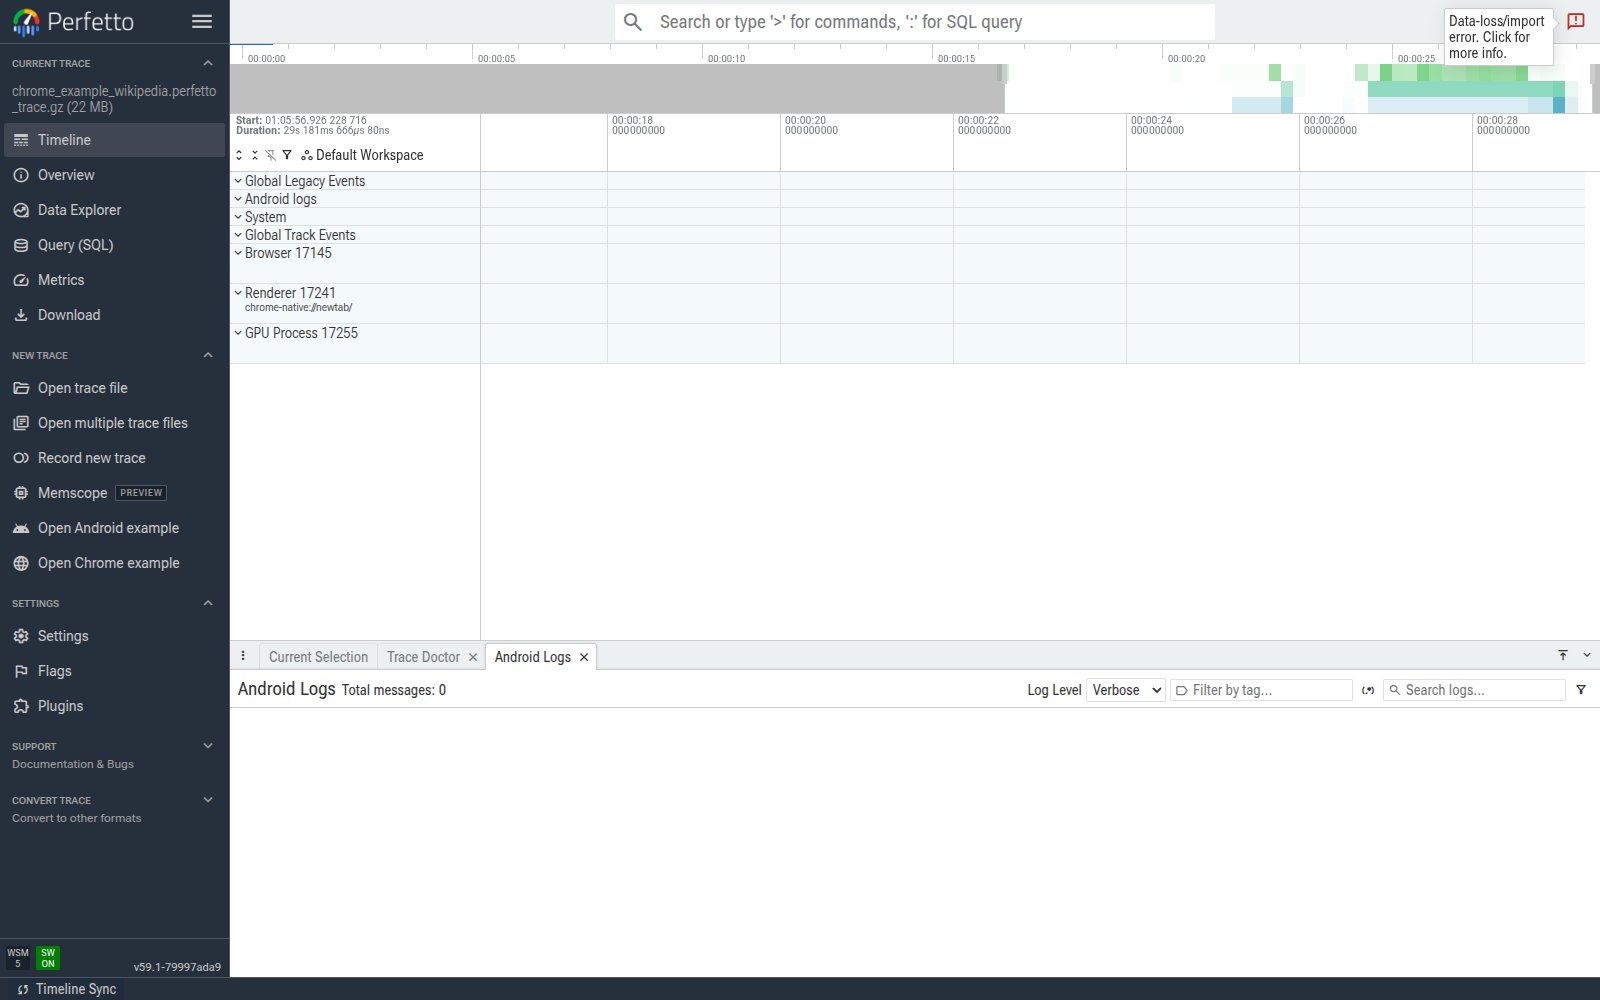 Perfetto
Search or type '>' for commands, ':' for SQL query
Data-loss/import
error. Click for
more info.
CURRENT TRACE
chrome_example_wikipedia.perfetto
_trace.gz (22 MB)
Timeline
Overview
Data Explorer
Query (SQL)
Metrics
Download
NEW TRACE
Open trace file
Open multiple trace files
Record new trace
Memscope PREVIEW
Open Android example
Open Chrome example
SETTINGS
Settings
Flags
Plugins
SUPPORT
Documentation & Bugs
CONVERT TRACE
Convert to other formats
WSM
5
SW
ON
v59.1-79997ada9
Timeline Sync
00:00:00 00:00:05 00:00:10 00:00:15 00:00:20 00:00:25
Start: 01:05:56.926 228 716
Duration: 29s 181ms 666µs 80ns
00:00:18 00:00:20 00:00:22 00:00:24 00:00:26 00:00:28
000000000 000000000 000000000 000000000 000000000 000000000
Default Workspace
Global Legacy Events
Android logs
System
Global Track Events
Browser 17145
Renderer 17241
chrome-native://newtab/
GPU Process 17255
Current Selection Trace Doctor Android Logs
Android Logs Total messages: 0 Log Level Verbose Filter by tag... (.*) Search logs...